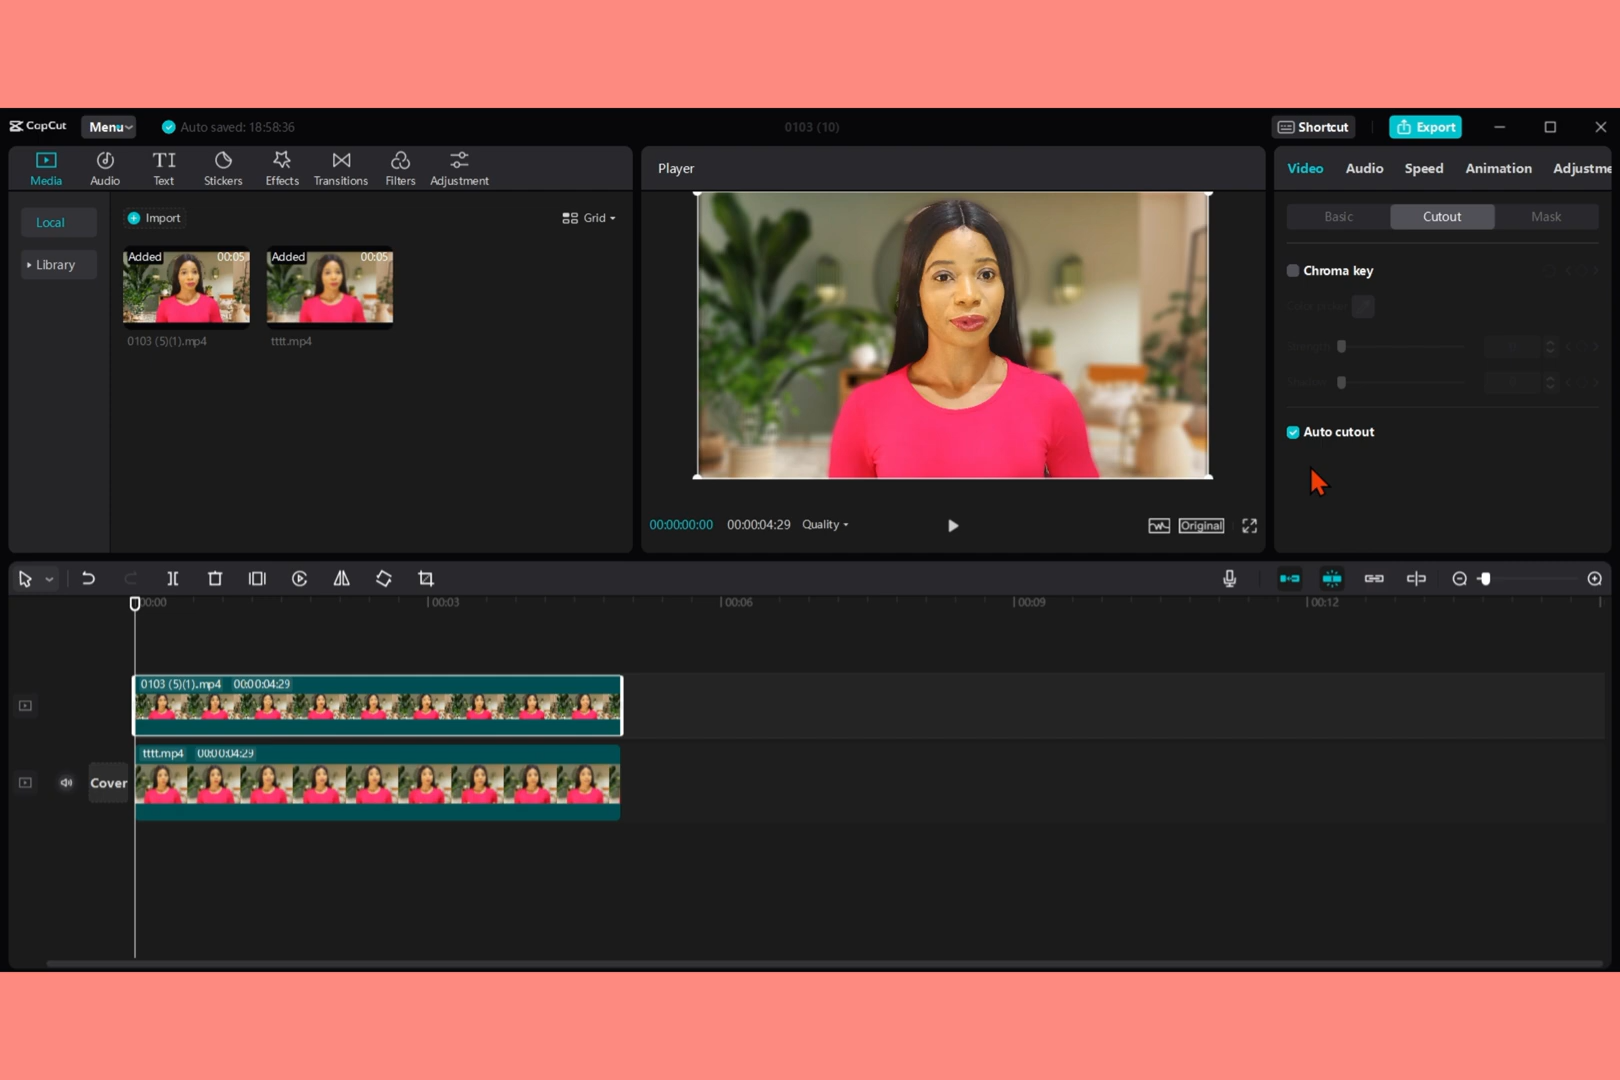 CapCut
Menu
Auto saved: 18:58:36
0103 (10)
Shortcut
Export
Media
Audio
Text
Stickers
Effects
Transitions
Filters
Adjustment
Player
Video
Audio
Speed
Animation
Adjustme
Local
Import
Grid
Basic
Cutout
Mask
Library
Added 00:05
Added 00:05
0103 (5)(1).mp4
tttt.mp4
Chroma key
Color picker
Strength
Shadow
Auto cutout
00:00:00:00
00:00:04:29
Quality
Original
00:00
00:03
00:06
00:09
00:12
0103 (5)(1).mp4 00:00:04:29
tttt.mp4 00:00:04:29
Cover